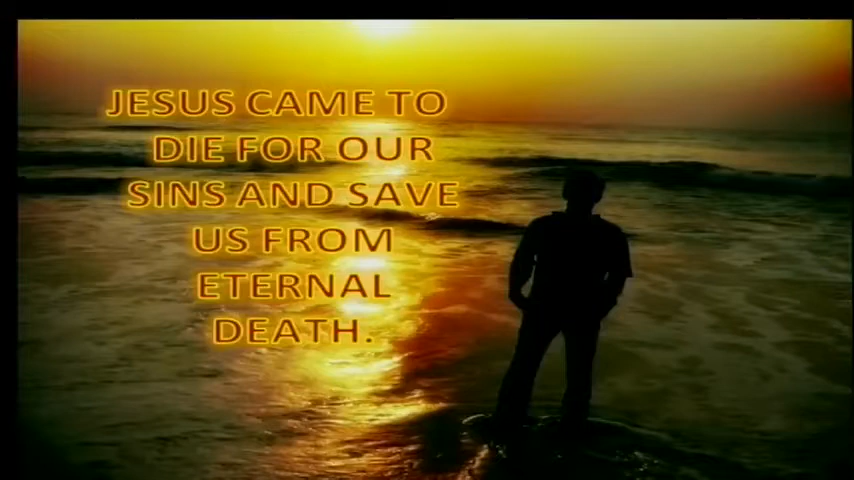 JESUS CAME TO
DIE FOR OUR
SINS AND SAVE
US FROM
ETERNAL
DEATH.